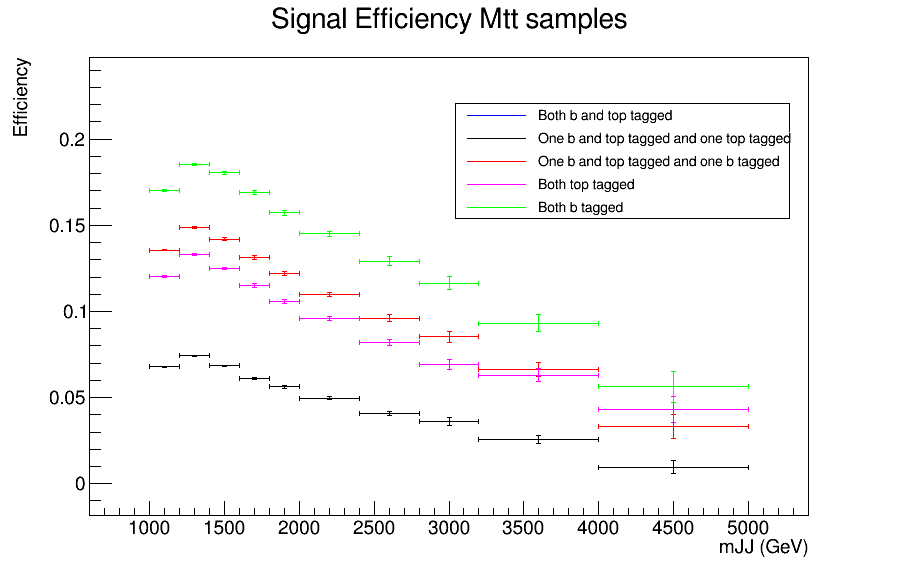 Signal Efficiency Mtt samples
Efficiency
Both b and top tagged
One b and top tagged and one top tagged
One b and top tagged and one b tagged
Both top tagged
Both b tagged
0.2
0.15
0.1
0.05
0
1000 1500 2000 2500 3000 3500 4000 4500 5000
mJJ (GeV)